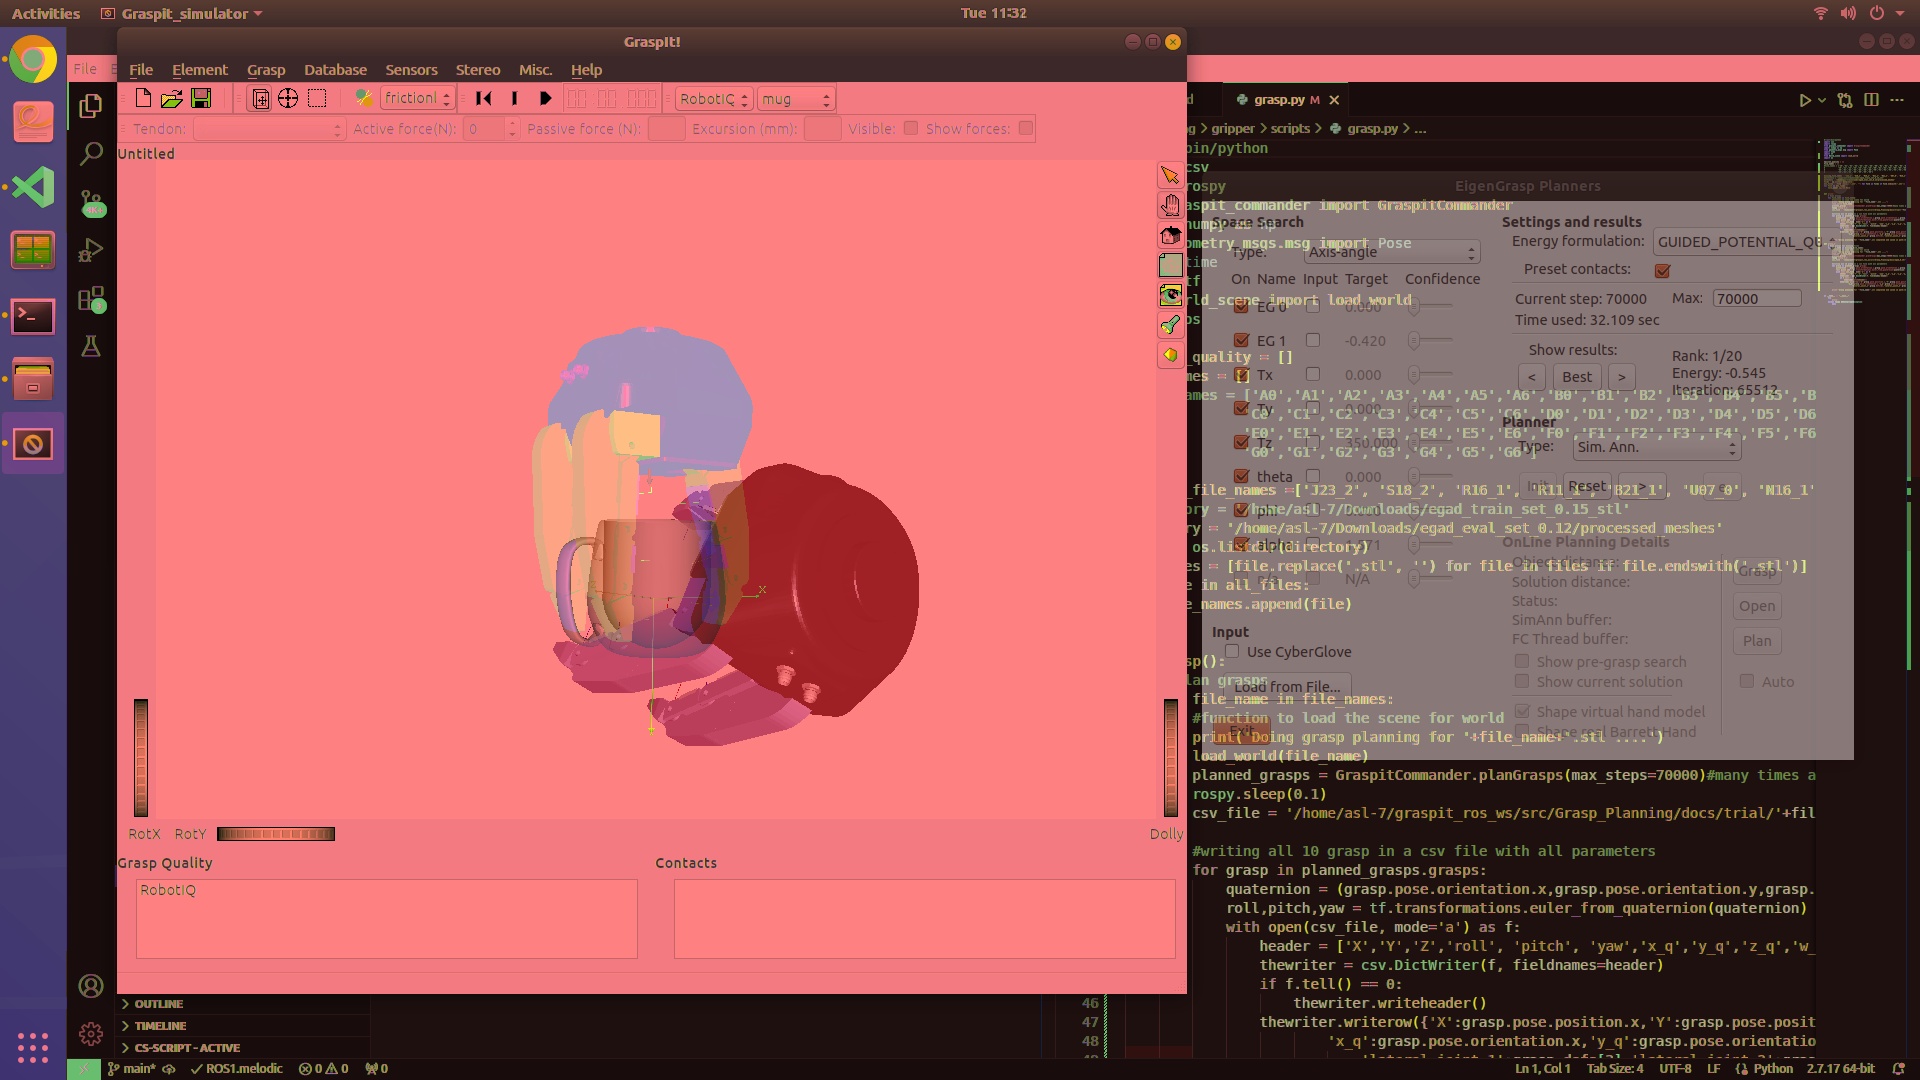 Activities Graspit_simulator Tue 11:32
GraspIt!
File Element Grasp Database Sensors Stereo Misc. Help
frictionl RobotIQ mug
Tendon: Active force(N): 0 Passive force (N): Excursion (mm): Visible: Show forces:
Untitled
RotX RotY Dolly
Grasp Quality Contacts
RobotIQ
X
File
grasp.py M
gripper > scripts > grasp.py > ...
bin/python
csv
rospy
aspit_commander import GraspitCommander
ometry_msgs.msg import Pose
time
tf
rld_scene import load_world
os
_quality = []
mes = []
ames = ['A0','A1','A2','A3','A4','A5','A6','B0','B1','B2','B3','B4','B5','B
'C0','C1','C2','C3','C4','C5','C6','D0','D1','D2','D3','D4','D5','D6
'E0','E1','E2','E3','E4','E5','E6','F0','F1','F2','F3','F4','F5','F6
'G0','G1','G2','G3','G4','G5','G6']
_file_names =['J23_2', 'S18_2', 'R16_1', 'R11_1', 'B21_1', 'U07_0', 'N16_1'
ory = '/home/asl-7/Downloads/egad_train_set_0.15_stl'
ry = '/home/asl-7/Downloads/egad_eval_set_0.12/processed_meshes'
os.listdir(directory)
es = [file.replace('.stl', '') for file in files if file.endswith('.stl')]
e in all_files:
e_names.append(file)
sp():
lan grasps
file_name in file_names:
#function to load the scene for world
print('Doing grasp planning for '+file_name+'.stl ....')
load_world(file_name)
planned_grasps = GraspitCommander.planGrasps(max_steps=70000)#many times a
rospy.sleep(0.1)
csv_file = '/home/asl-7/graspit_ros_ws/src/Grasp_Planning/docs/trial/'+fil
#writing all 10 grasp in a csv file with all parameters
for grasp in planned_grasps.grasps:
quaternion = (grasp.pose.orientation.x,grasp.pose.orientation.y,grasp.
roll,pitch,yaw = tf.transformations.euler_from_quaternion(quaternion)
with open(csv_file, mode='a') as f:
header = ['X','Y','Z','roll', 'pitch', 'yaw','x_q','y_q','z_q','w_
thewriter = csv.DictWriter(f, fieldnames=header)
if f.tell() == 0:
46 thewriter.writeheader()
47 thewriter.writerow({'X':grasp.pose.position.x,'Y':grasp.pose.posit
48 'x_q':grasp.pose.orientation.x,'y_q':grasp.pose.orientatio
EigenGrasp Planners
Space Search
Type: Axis-angle
On Name Input Target Confidence
EG 0 0.000
EG 1 -0.420
Tx 0.000
Ty 0.000
Tz 350.000
theta 0.000
phi
alpha
N/A
Input
Use CyberGlove
Load from File...
Exit
Settings and results
Energy formulation: GUIDED_POTENTIAL_QU
Preset contacts:
Current step: 70000 Max: 70000
Time used: 32.109 sec
Show results:
< Best >
Rank: 1/20
Energy: -0.545
Iteration: 65512
Planner
Type: Sim. Ann.
Init Reset >
OnLine Planning Details
Object distance:
Solution distance:
Status:
SimAnn buffer:
FC Thread buffer:
Show pre-grasp search
Show current solution
Shape virtual hand model
Shape real Barrett Hand
Grasp
Open
Plan
Auto
OUTLINE
TIMELINE
CS-SCRIPT - ACTIVE
main* ROS1.melodic 0 0 0 Ln 1, Col 1 Tab Size: 4 UTF-8 LF Python 2.7.17 64-bit